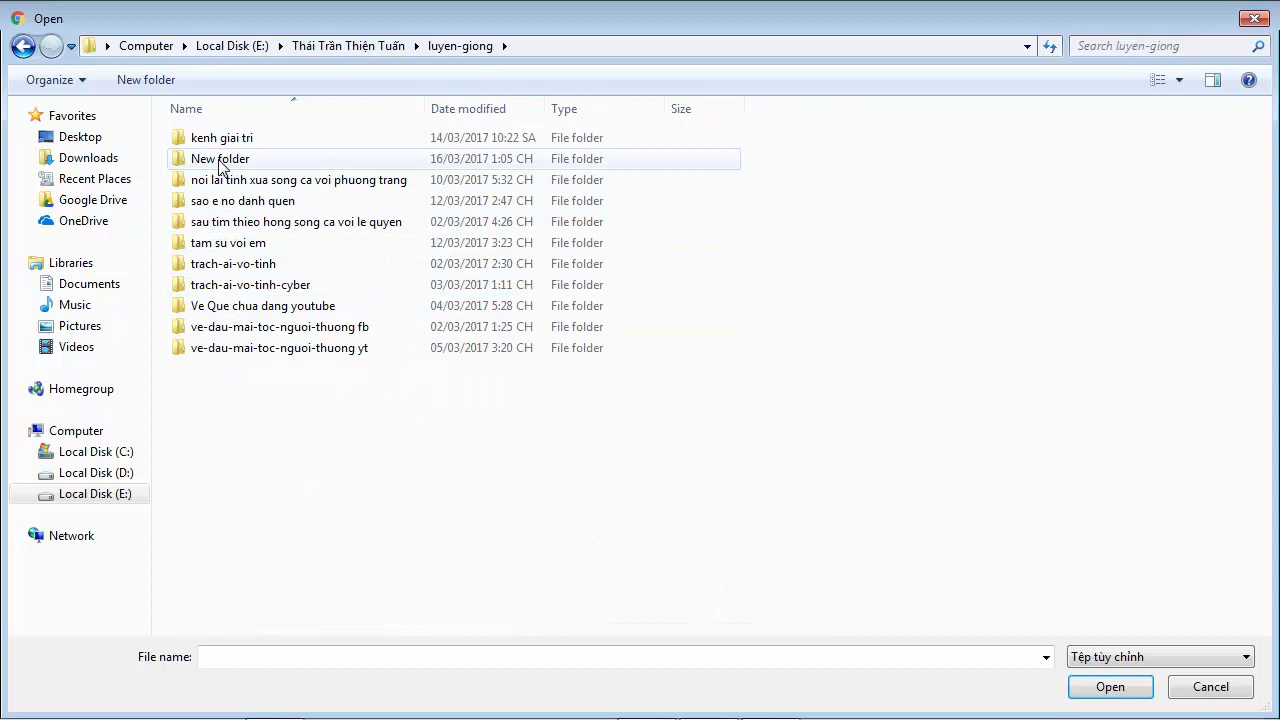 Open
Computer Local Disk (E:) Thái Trần Thiện Tuấn luyen-giong Search luyen-giong
Organize New folder
Name Date modified Type Size
Favorites
Desktop
Downloads
Recent Places
Google Drive
OneDrive
Libraries
Documents
Music
Pictures
Videos
Homegroup
Computer
Local Disk (C:)
Local Disk (D:)
Local Disk (E:)
Network
kenh giai tri 14/03/2017 10:22 SA File folder
New folder 16/03/2017 1:05 CH File folder
noi lai tinh xua song ca voi phuong trang 10/03/2017 5:32 CH File folder
sao e no danh quen 12/03/2017 2:47 CH File folder
sau tim thieo hong song ca voi le quyen 02/03/2017 4:26 CH File folder
tam su voi em 12/03/2017 3:23 CH File folder
trach-ai-vo-tinh 02/03/2017 2:30 CH File folder
trach-ai-vo-tinh-cyber 03/03/2017 1:11 CH File folder
Ve Que chua dang youtube 04/03/2017 5:28 CH File folder
ve-dau-mai-toc-nguoi-thuong fb 02/03/2017 1:25 CH File folder
ve-dau-mai-toc-nguoi-thuong yt 05/03/2017 3:20 CH File folder
File name: Tệp tùy chỉnh
Open Cancel